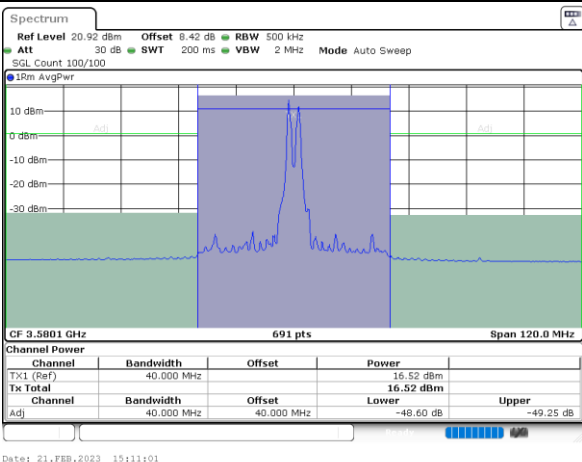 Spectrum
Ref Level 20.92 dBm Offset 8.42 dB RBW 500 kHz
Att 30 dB SWT 200 ms VBW 2 MHz Mode Auto Sweep
SGL Count 100/100
1Rm AvgPwr
10 dBm
Adj Adj
0 dBm
-10 dBm
-20 dBm
-30 dBm
CF 3.5801 GHz 691 pts Span 120.0 MHz
Channel Power
Channel Bandwidth Offset Power
TX1 (Ref) 40.000 MHz 16.52 dBm
Tx Total 16.52 dBm
Channel Bandwidth Offset Lower Upper
Adj 40.000 MHz 40.000 MHz -48.60 dB -49.25 dB
Ready
Date: 21.FEB.2023 15:11:01